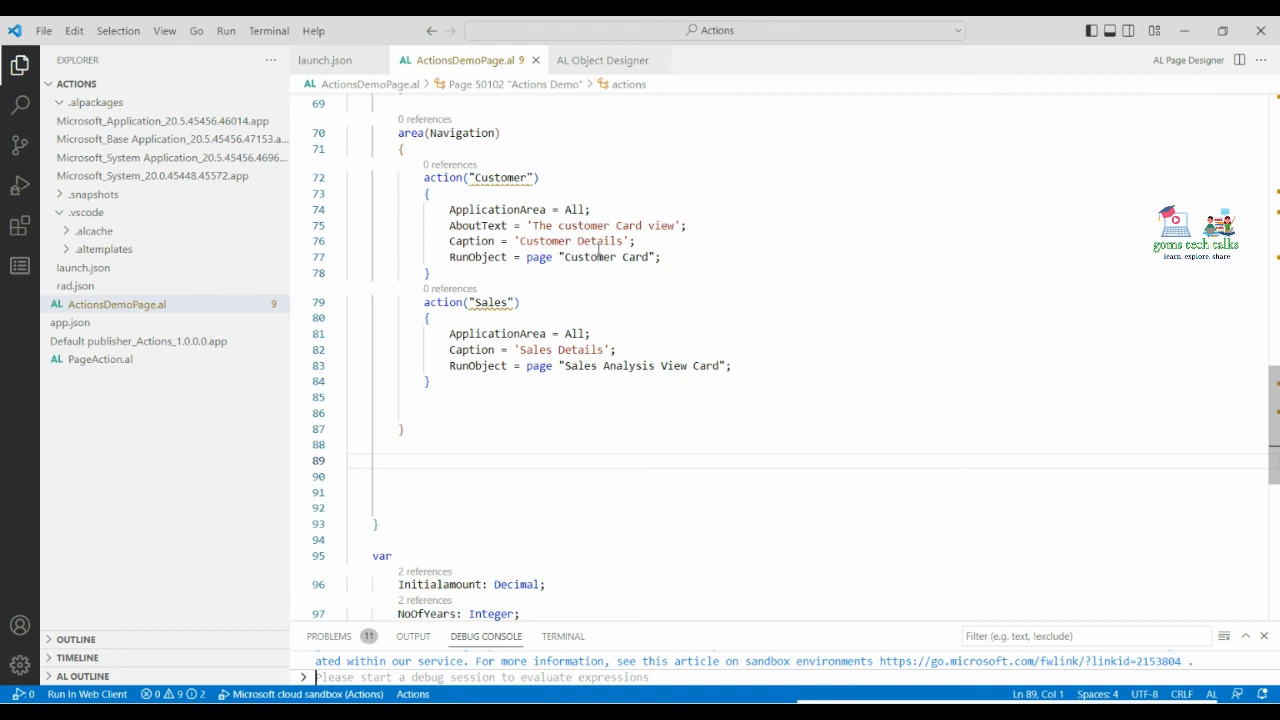 File Edit Selection View Go Run Terminal Help
Actions
EXPLORER
ACTIONS
.alpackages
Microsoft_Application_20.5.45456.46014.app
Microsoft_Base Application_20.5.45456.47153.a...
Microsoft_System Application_20.5.45456.4696...
Microsoft_System_20.0.45448.45572.app
.snapshots
.vscode
.alcache
.altemplates
launch.json
rad.json
AL ActionsDemoPage.al 9
app.json
Default publisher_Actions_1.0.0.0.app
AL PageAction.al
OUTLINE
TIMELINE
AL OUTLINE
launch.json
AL ActionsDemoPage.al 9
AL Object Designer
AL Page Designer
AL ActionsDemoPage.al > Page 50102 "Actions Demo" > actions
69
0 references
70 area(Navigation)
71 {
0 references
72 action("Customer")
73 {
74 ApplicationArea = All;
75 AboutText = 'The customer Card view';
76 Caption = 'Customer Details';
77 RunObject = page "Customer Card";
78 }
0 references
79 action("Sales")
80 {
81 ApplicationArea = All;
82 Caption = 'Sales Details';
83 RunObject = page "Sales Analysis View Card";
84 }
85
86
87 }
88
89
90
91
92
93 }
94
95 var
2 references
96 Initialamount: Decimal;
2 references
97 NoOfYears: Integer;
goms tech talks
learn. explore. share
PROBLEMS 11 OUTPUT DEBUG CONSOLE TERMINAL
Filter (e.g. text, !exclude)
ated within our service. For more information, see this article on sandbox environments https://go.microsoft.com/fwlink/?linkid=2153804 .
Please start a debug session to evaluate expressions
0 Run In Web Client 0 9 2 Microsoft cloud sandbox (Actions) Actions
Ln 89, Col 1 Spaces: 4 UTF-8 CRLF AL